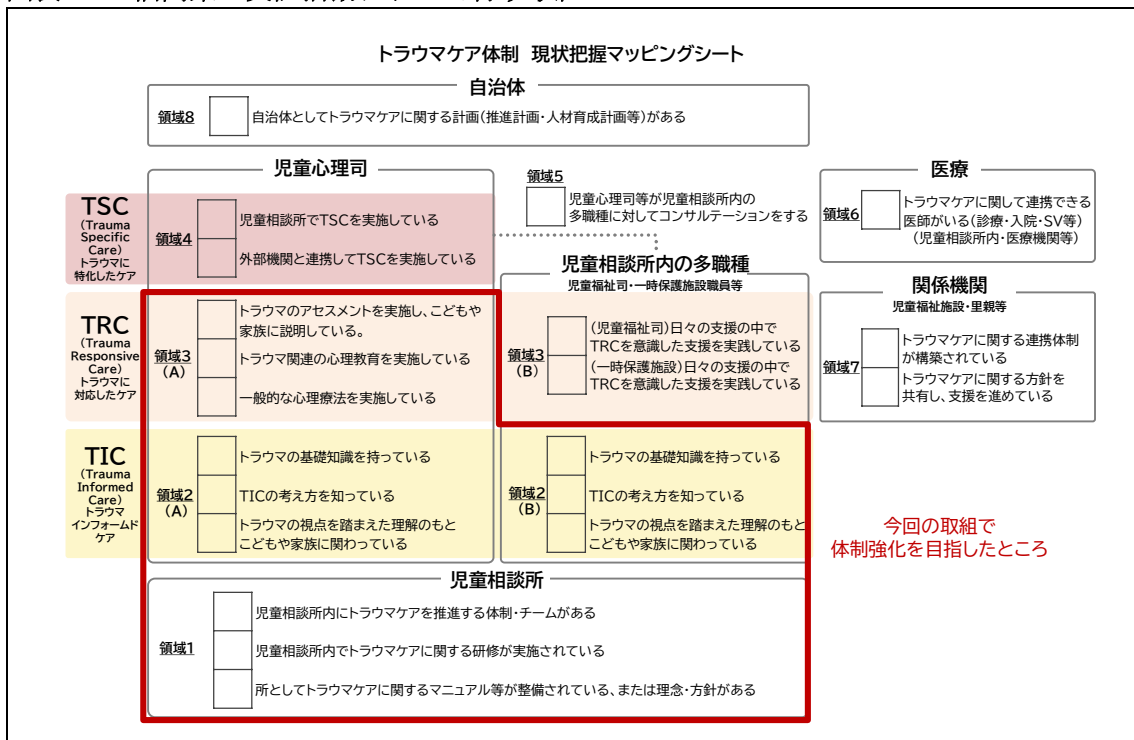 トラウマケア体制 現状把握マッピングシート
自治体
領域8
自治体としてトラウマケアに関する計画(推進計画・人材育成計画等)がある
児童心理司
TSC
(Trauma
Specific
Care)
トラウマに
特化したケア
領域4
児童相談所でTSCを実施している
外部機関と連携してTSCを実施している
領域5
児童心理司等が児童相談所内の
多職種に対してコンサルテーションをする
医療
領域6
トラウマケアに関して連携できる
医師がいる(診療・入院・SV等)
(児童相談所内・医療機関等)
児童相談所内の多職種
児童福祉司・一時保護施設職員等
関係機関
児童福祉施設・里親等
TRC
(Trauma
Responsive
Care)
トラウマに
対応したケア
領域3
(A)
トラウマのアセスメントを実施し、こどもや
家族に説明している。
トラウマ関連の心理教育を実施している
一般的な心理療法を実施している
領域3
(B)
(児童福祉司)日々の支援の中で
TRCを意識した支援を実践している
(一時保護施設)日々の支援の中で
TRCを意識した支援を実践している
領域7
トラウマケアに関する連携体制
が構築されている
トラウマケアに関する方針を
共有し、支援を進めている
TIC
(Trauma
Informed
Care)
トラウマ
インフォームド
ケア
領域2
(A)
トラウマの基礎知識を持っている
TICの考え方を知っている
トラウマの視点を踏まえた理解のもと
こどもや家族に関わっている
領域2
(B)
トラウマの基礎知識を持っている
TICの考え方を知っている
トラウマの視点を踏まえた理解のもと
こどもや家族に関わっている
今回の取組で
体制強化を目指したところ
児童相談所
領域1
児童相談所内にトラウマケアを推進する体制・チームがある
児童相談所内でトラウマケアに関する研修が実施されている
所としてトラウマケアに関するマニュアル等が整備されている、または理念・方針がある